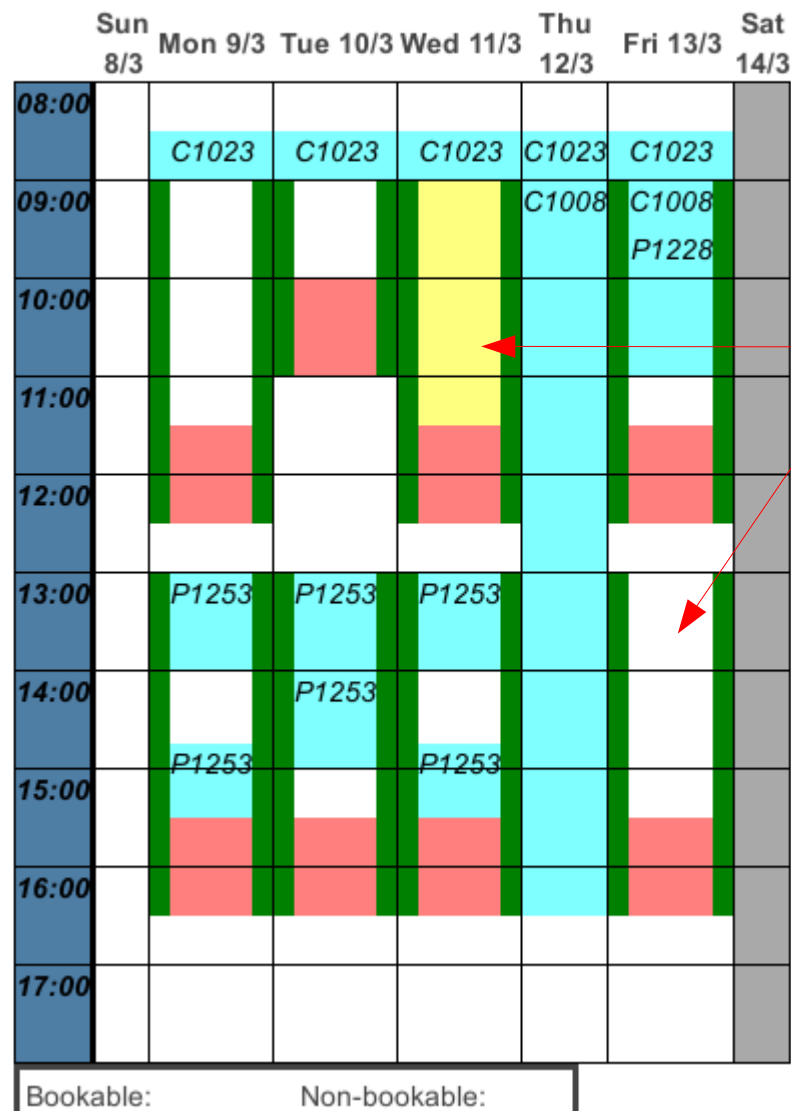 Sun 8/3 Mon 9/3 Tue 10/3 Wed 11/3 Thu 12/3 Fri 13/3 Sat 14/3
08:00
C1023 C1023 C1023 C1023 C1023
09:00 C1008 C1008
P1228
10:00
11:00
12:00
13:00 P1253 P1253 P1253
14:00 P1253
P1253 P1253
15:00
16:00
17:00
Bookable: Non-bookable: